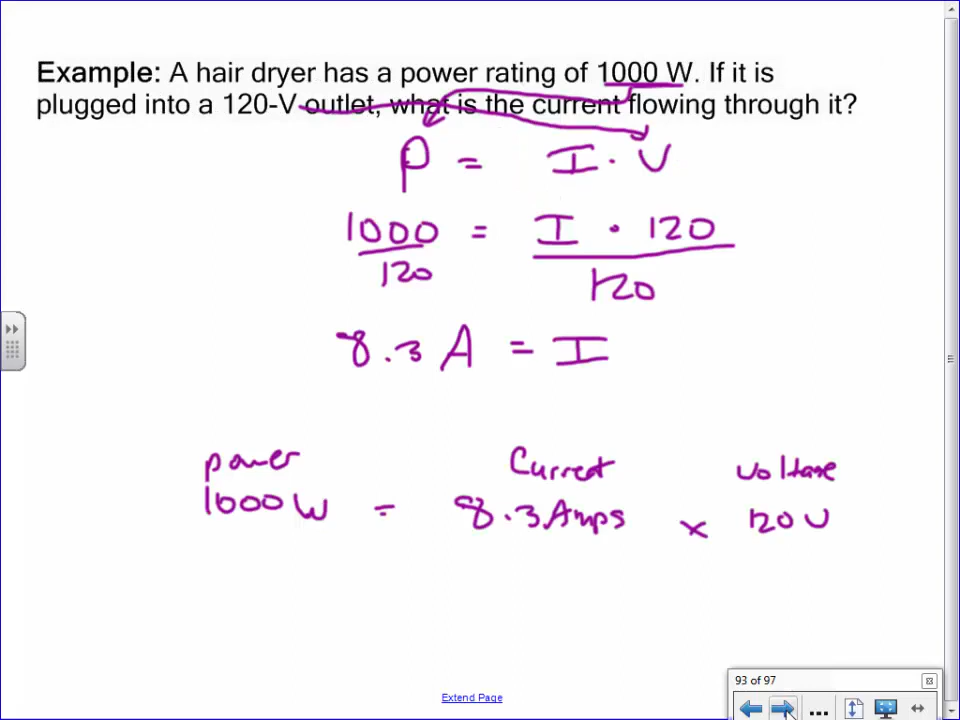 Example: A hair dryer has a power rating of 1000 W. If it is
plugged into a 120-V outlet, what is the current flowing through it?
P = I · V
1000 = I · 120
120 120
8.3 A = I
power Current Voltage
1000 W = 8.3 Amps x 120 V
93 of 97
Extend Page